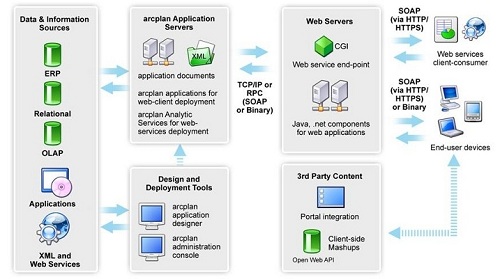 Data & Information
Sources
ERP
Relational
OLAP
Applications
XML and
Web Services
arcplan Application
Servers
XML
application documents
arcplan applications for
web-client deployment
arcplan Analytic
Services for web-
services deployment
Design and
Deployment Tools
arcplan
application
designer
arcplan
administration
console
TCP/IP or
RPC
(SOAP
or Binary)
Web Servers
CGI
Web service end-point
Java, .net components
for web applications
3rd Party Content
Portal integration
Client-side
Mashups
Open Web API
SOAP
(via HTTP/
HTTPS)
Web services
client-consumer
SOAP
(via HTTP/
HTTPS)
or Binary
End-user devices